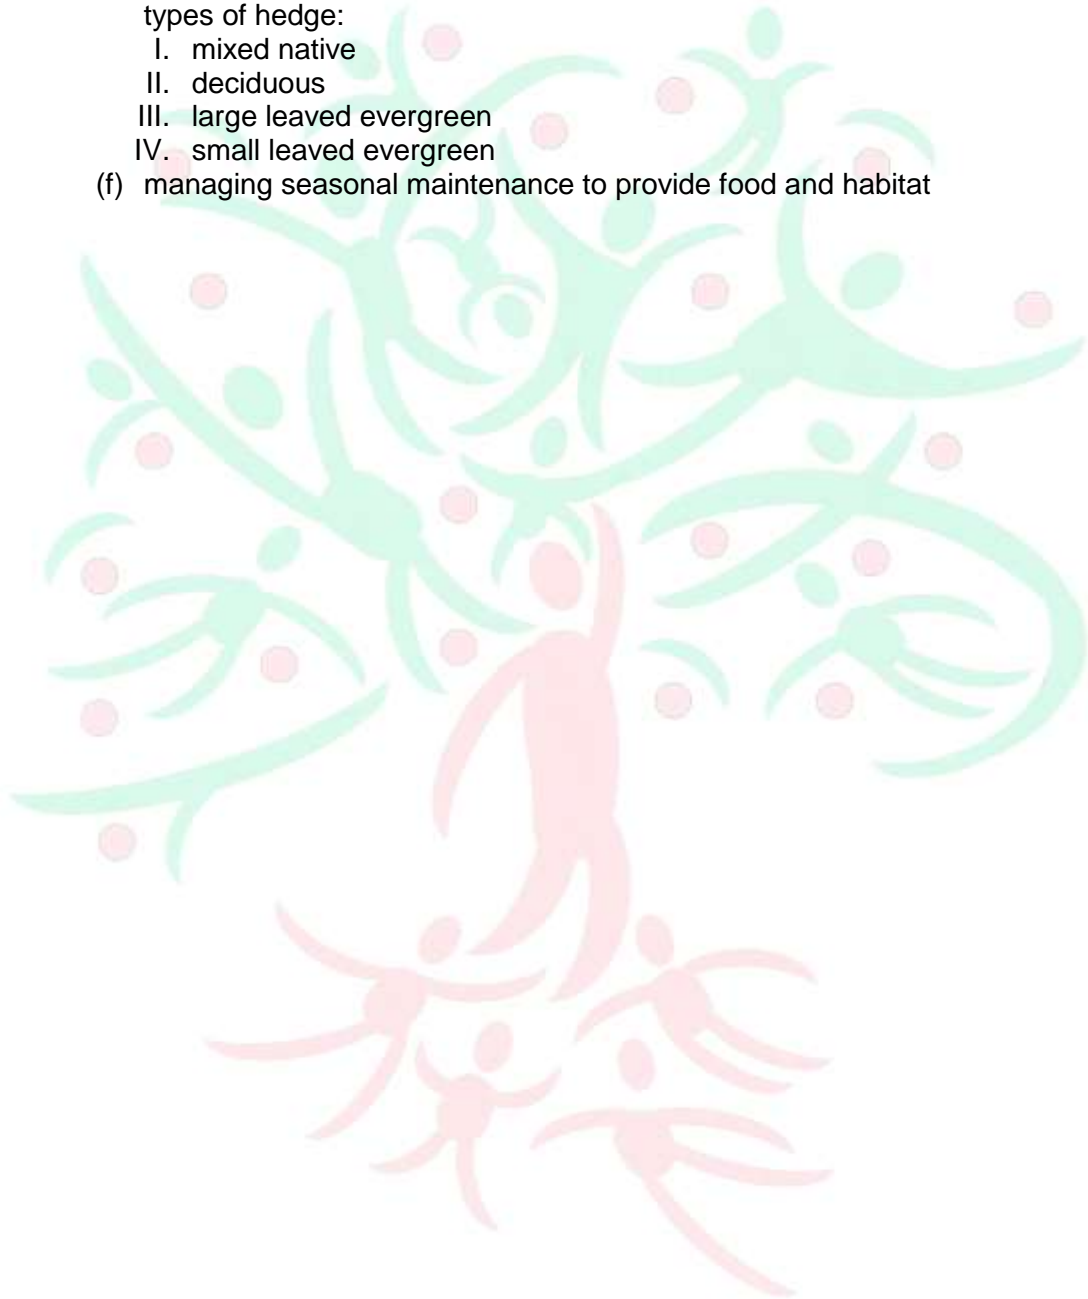 types of hedge:
I. mixed native
II. deciduous
III. large leaved evergreen
IV. small leaved evergreen
(f) managing seasonal maintenance to provide food and habitat